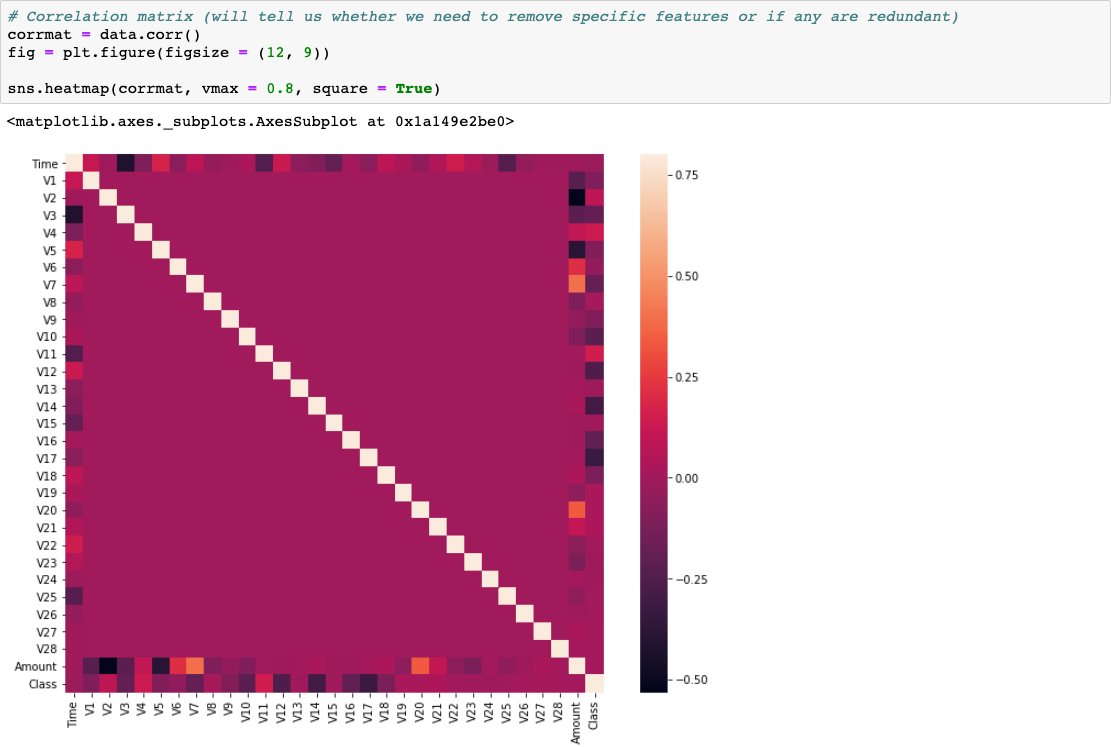 # Correlation matrix (will tell us whether we need to remove specific features or if any are redundant)
corrmat = data.corr()
fig = plt.figure(figsize = (12, 9))
sns.heatmap(corrmat, vmax = 0.8, square = True)
<matplotlib.axes._subplots.AxesSubplot at 0x1a149e2be0>
Time
V1
V2
V3
V4
V5
V6
V7
V8
V9
V10
V11
V12
V13
V14
V15
V16
V17
V18
V19
V20
V21
V22
V23
V24
V25
V26
V27
V28
Amount
Class
Time
V1
V2
V3
V4
V5
V6
V7
V8
V9
V10
V11
V12
V13
V14
V15
V16
V17
V18
V19
V20
V21
V22
V23
V24
V25
V26
V27
V28
Amount
Class
0.75
0.50
0.25
0.00
−0.25
−0.50